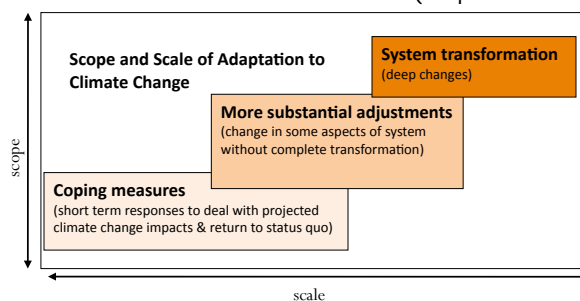 Scope and Scale of Adaptation to
Climate Change
System transformation
(deep changes)
More substantial adjustments
(change in some aspects of system
without complete transformation)
Coping measures
(short term responses to deal with projected
climate change impacts & return to status quo)
scope
scale